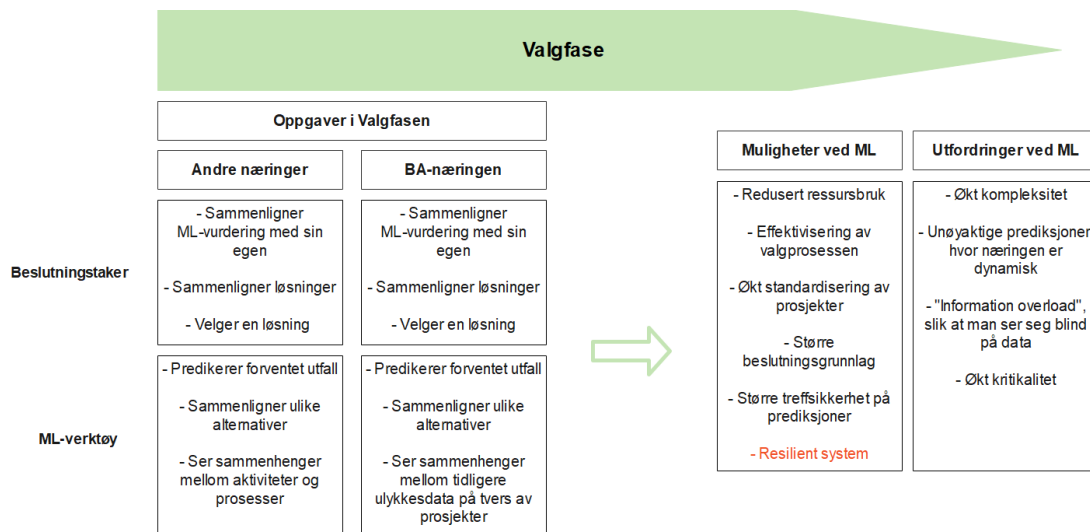 Valgfase
Oppgaver i Valgfasen
Andre næringer
BA-næringen
Beslutningstaker
- Sammenligner
ML-vurdering med sin
egen
- Sammenligner løsninger
- Velger en løsning
- Sammenligner
ML-vurdering med sin
egen
- Sammenligner løsninger
- Velger en løsning
ML-verktøy
- Predikerer forventet utfall
- Sammenligner ulike
alternativer
- Ser sammenhenger
mellom aktiviteter og
prosesser
- Predikerer forventet utfall
- Sammenligner ulike
alternativer
- Ser sammenhenger
mellom tidligere
ulykkesdata på tvers av
prosjekter
Muligheter ved ML
- Redusert ressursbruk
- Effektivisering av
valgprosessen
- Økt standardisering av
prosjekter
- Større
beslutningsgrunnlag
- Større treffsikkerhet på
prediksjoner
- Resilient system
Utfordringer ved ML
- Økt kompleksitet
- Unøyaktige prediksjoner
hvor næringen er
dynamisk
- "Information overload",
slik at man ser seg blind
på data
- Økt kritikalitet